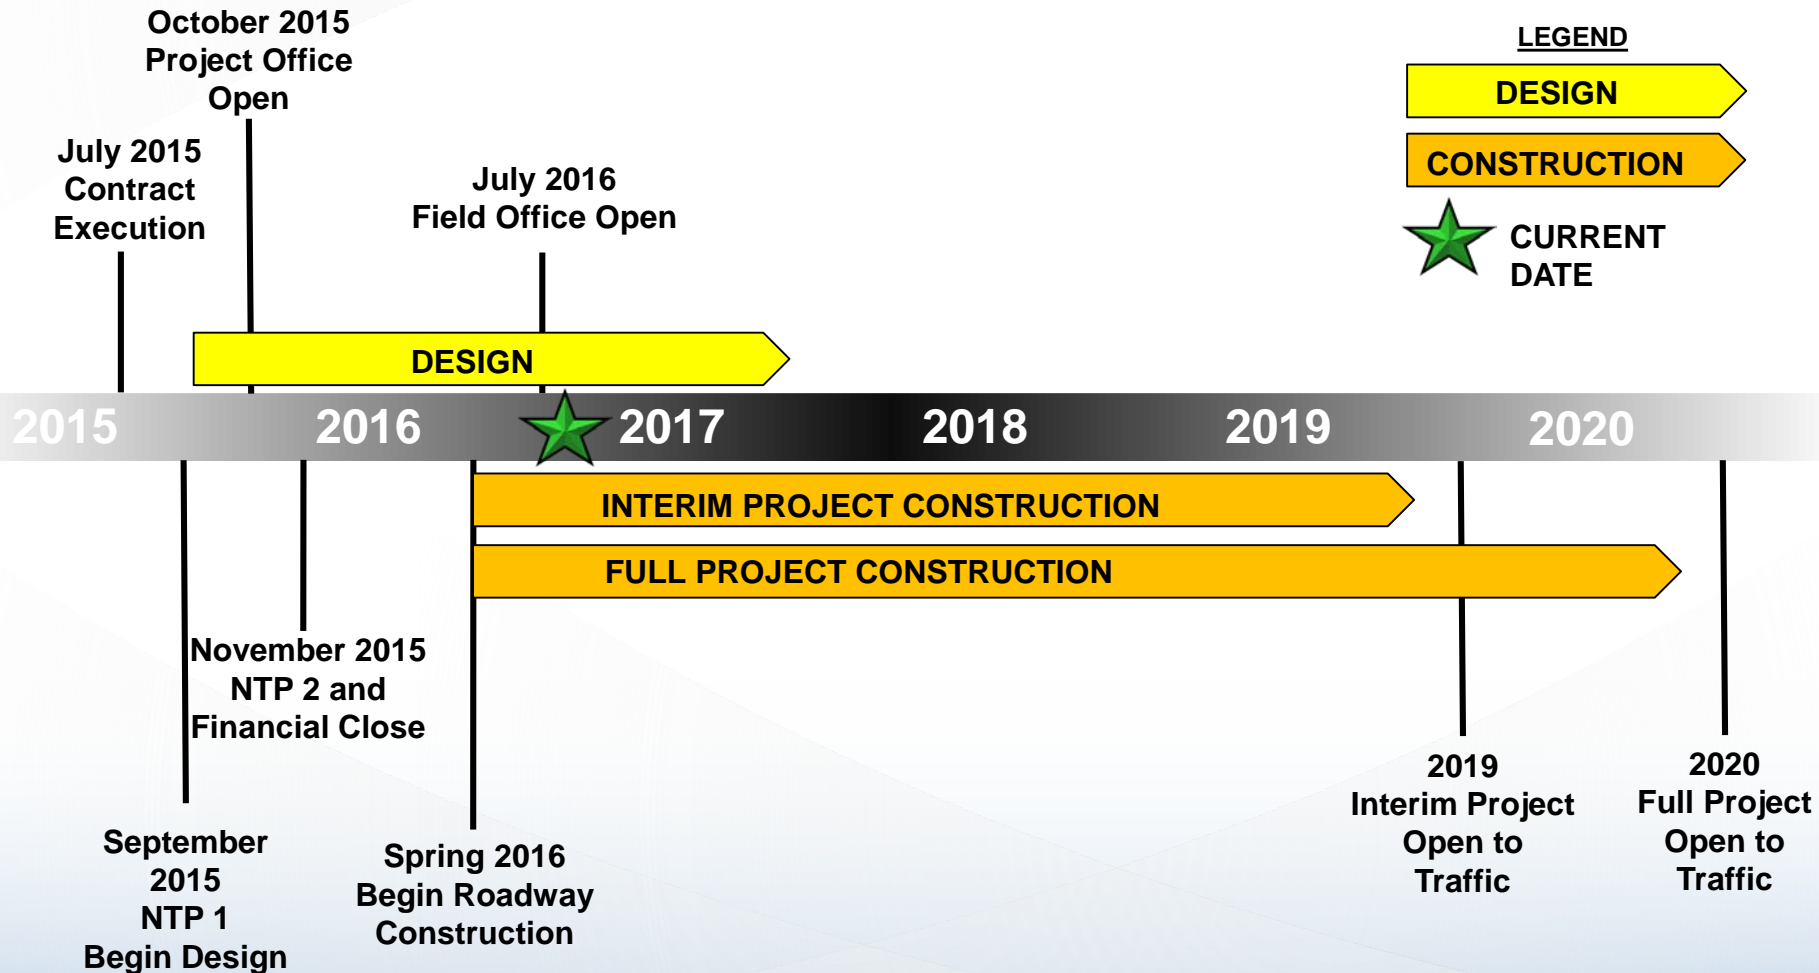 October 2015
Project Office
Open
July 2015
Contract
Execution
July 2016
Field Office Open
LEGEND
DESIGN
CONSTRUCTION
CURRENT
DATE
DESIGN
2015
2016
2017
2018
2019
2020
INTERIM PROJECT CONSTRUCTION
FULL PROJECT CONSTRUCTION
November 2015
NTP 2 and
Financial Close
September
2015
NTP 1
Begin Design
Spring 2016
Begin Roadway
Construction
2019
Interim Project
Open to
Traffic
2020
Full Project
Open to
Traffic